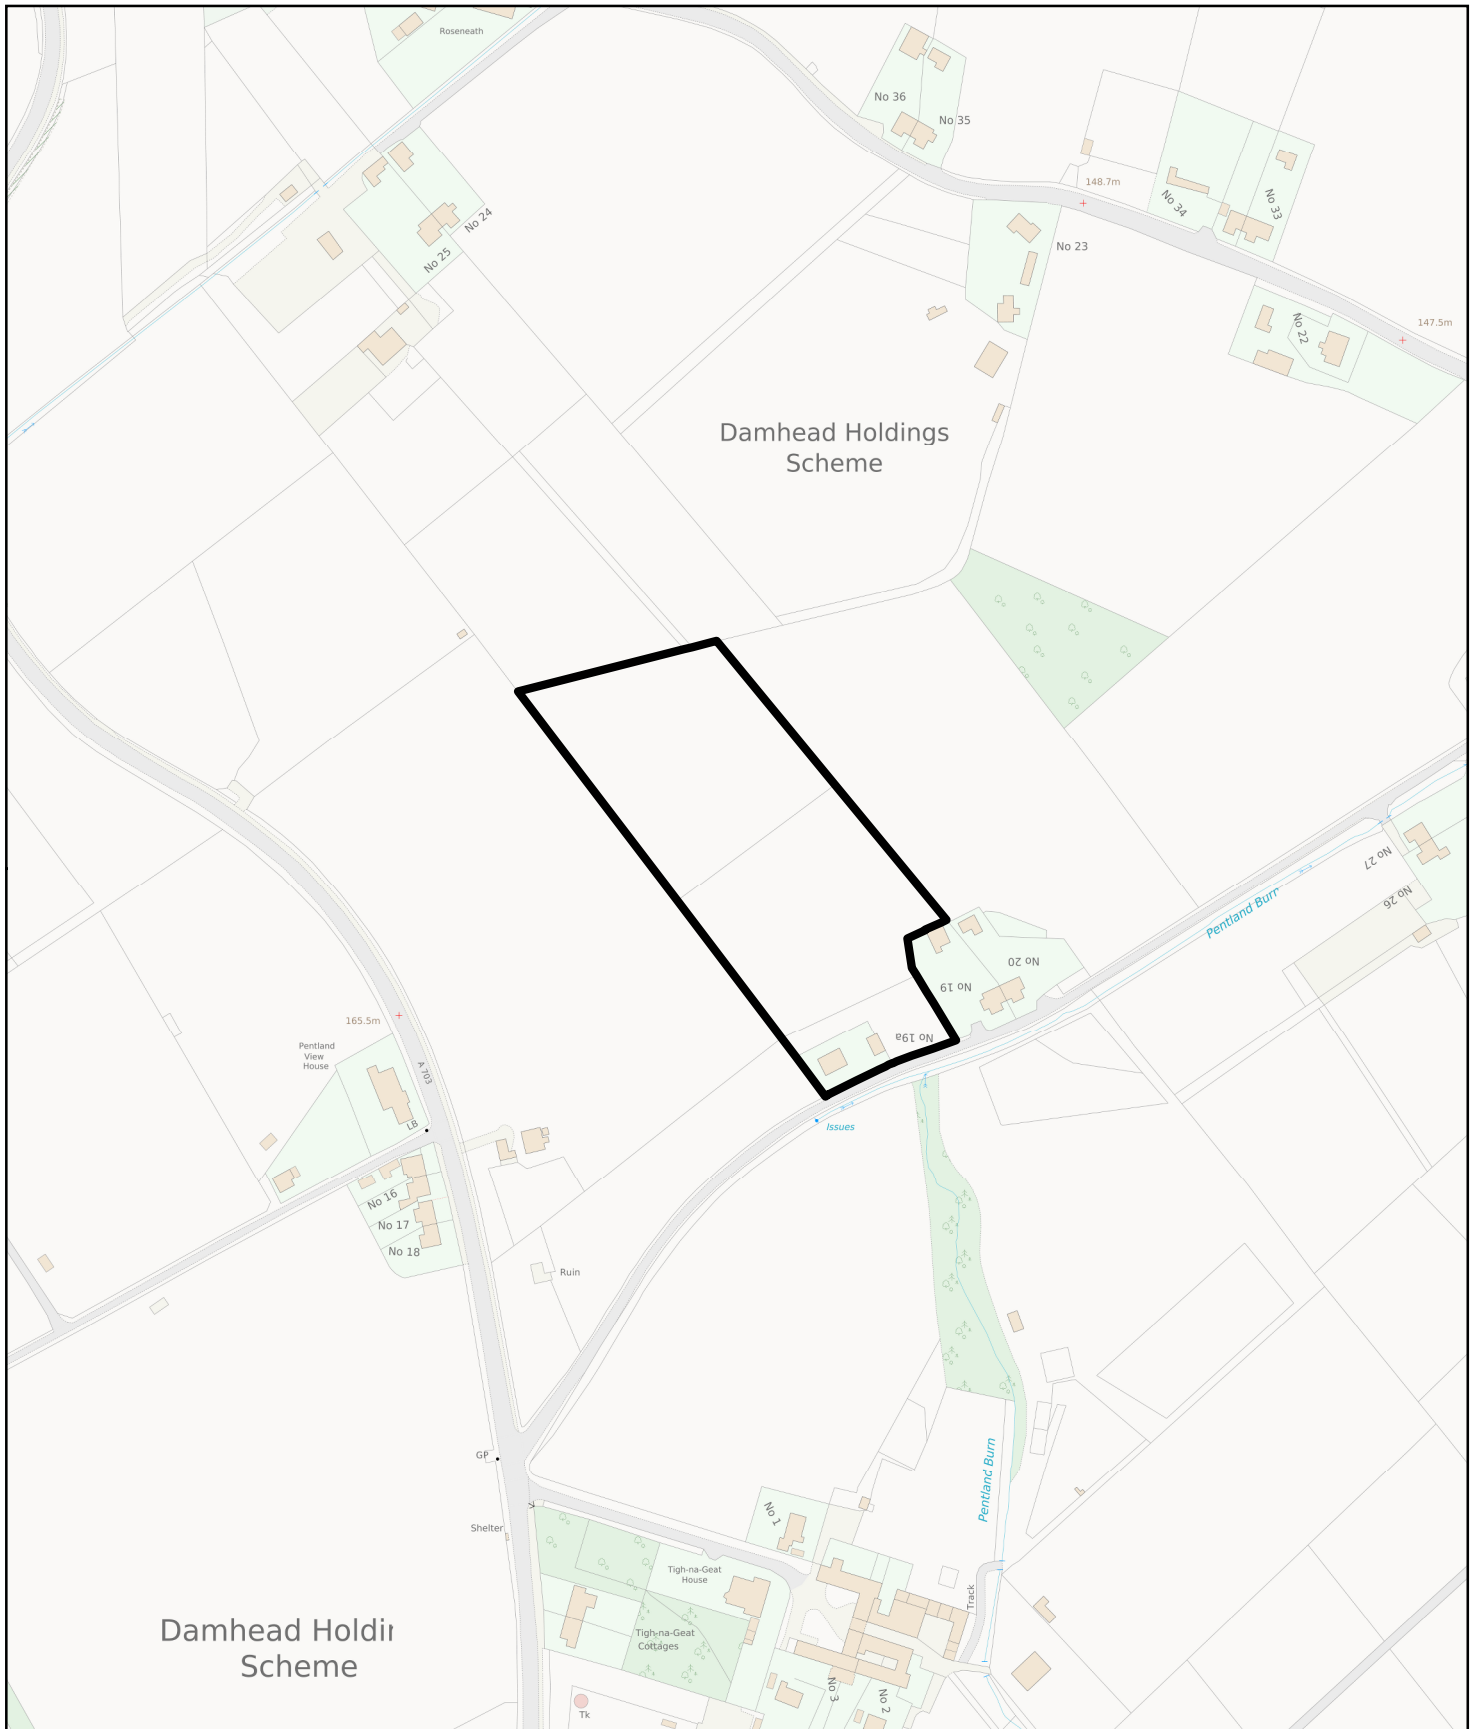 Roseneath
No 36
No 35
148.7m
No 34
No 33
No 24
No 25
No 23
No 22
147.5m
Damhead Holdings
Scheme
No 27
No 26
Pentland Burn
No 20
No 19
No 19a
165.5m
Pentland
View
House
A 703
LB
Issues
No 16
No 17
No 18
Ruin
GP
Pentland Burn
Shelter
No 1
Tigh-na-Geat
House
Track
Tigh-na-Geat
Cottages
Damhead Holdin
Scheme
No 3
No 2
Tk